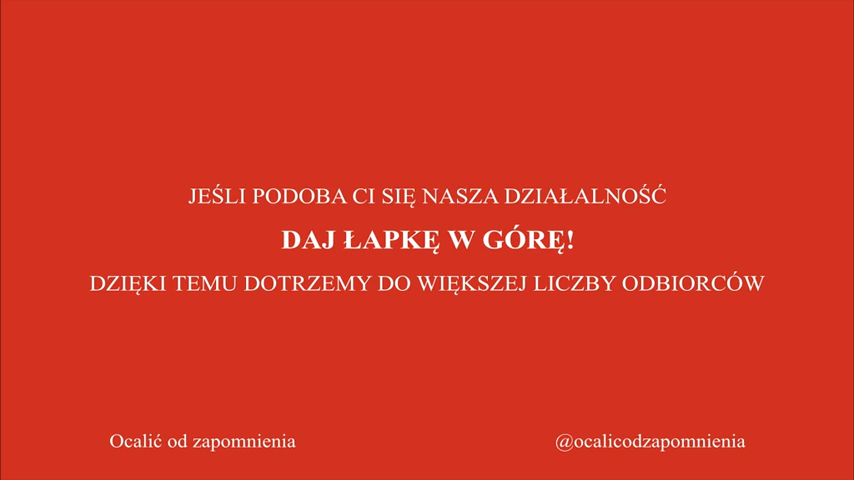 JEŚLI PODOBA CI SIĘ NASZA DZIAŁALNOŚĆ
DAJ ŁAPKĘ W GÓRĘ!
DZIĘKI TEMU DOTRZEMY DO WIĘKSZEJ LICZBY ODBIORCÓW
Ocalić od zapomnienia
@ocalicodzapomnienia